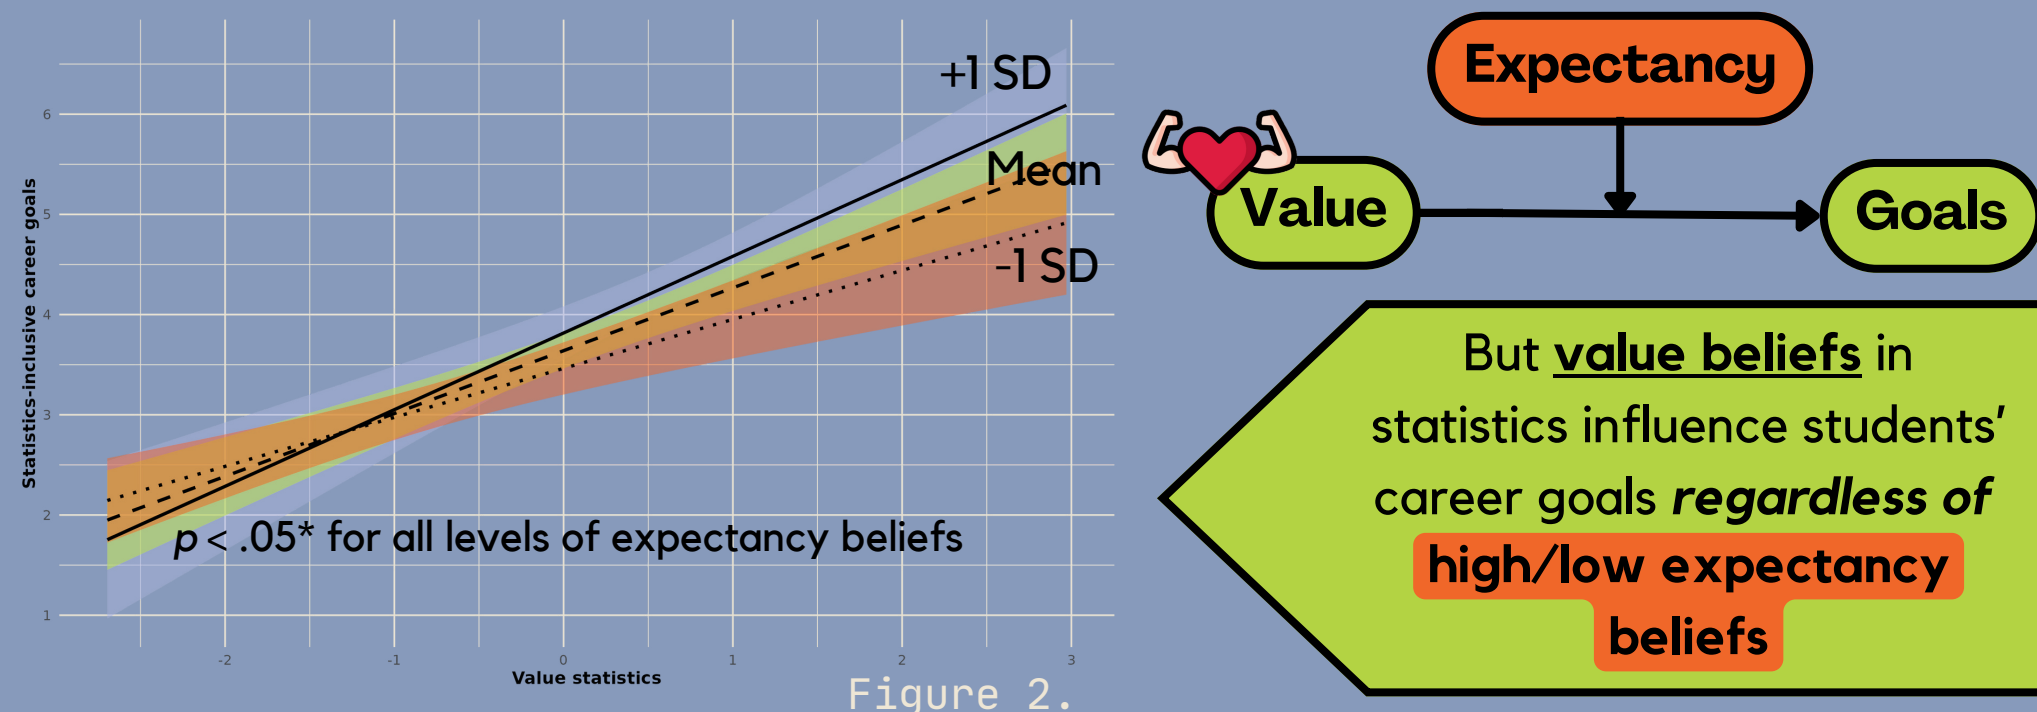 +1 SD
Mean
-1 SD
p < .05* for all levels of expectancy beliefs
6
5
4
3
2
1
Statistics-inclusive career goals
-2
-1
0
1
2
3
Value statistics
Figure 2.
Expectancy
Value
Goals
But value beliefs in
statistics influence students'
career goals regardless of
high/low expectancy
beliefs